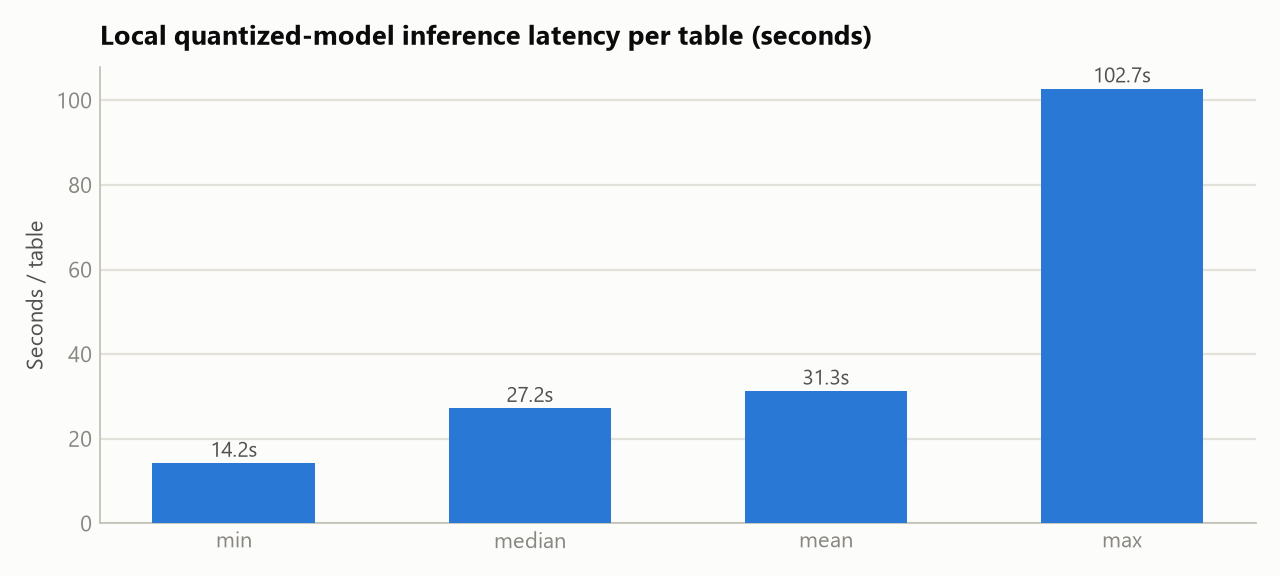 Local quantized-model inference latency per table (seconds)
Seconds / table
100
80
60
40
20
0
14.2s
27.2s
31.3s
102.7s
min
median
mean
max